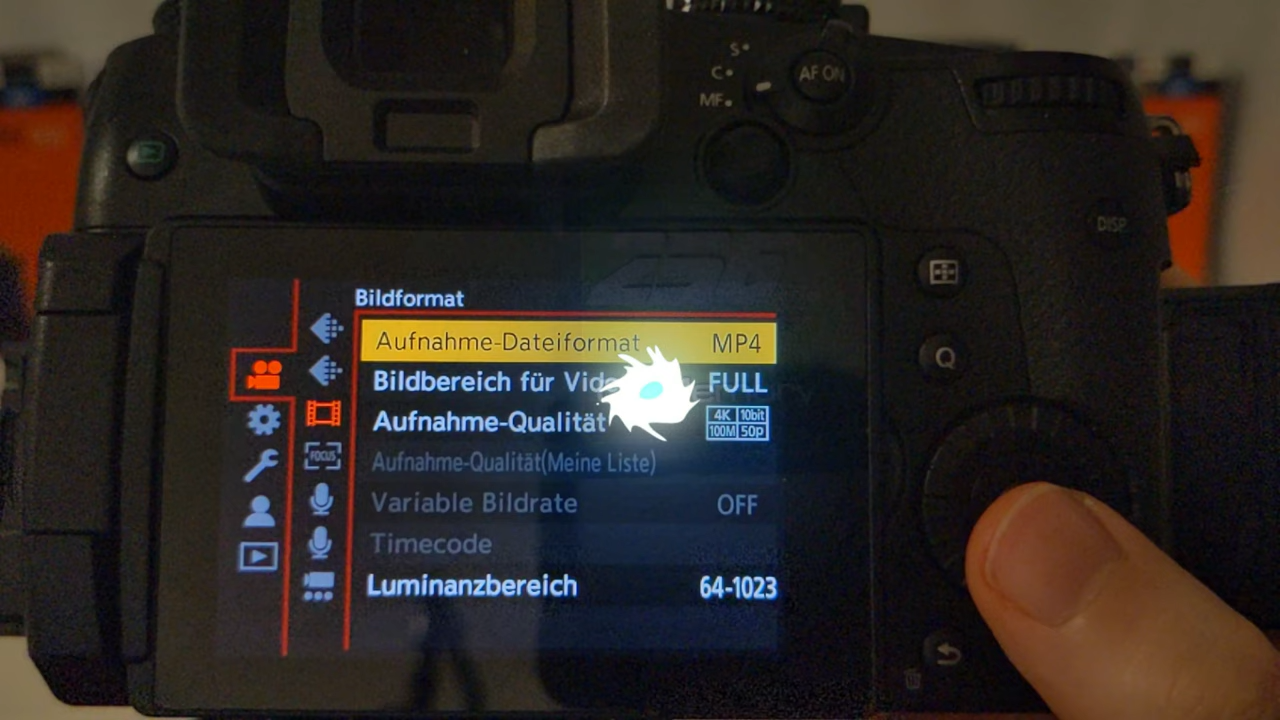 S
C
AF ON
MF
DISP
Bildformat
Aufnahme-Dateiformat MP4
Bildbereich für FULL
Aufnahme-Qualität 4K 10bit 100M 50p
FOCUS
Aufnahme-Qualität(Meine Liste)
Variable Bildrate OFF
Timecode
Luminanzbereich 64-1023
Q